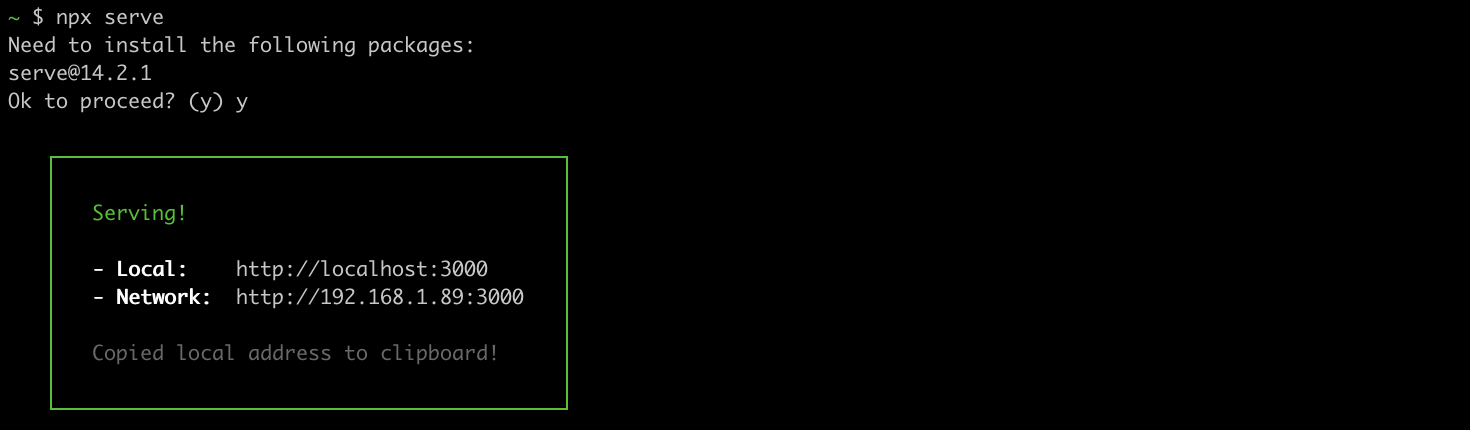 ~ $ npx serve
Need to install the following packages:
serve@14.2.1
Ok to proceed? (y) y
Serving!
- Local:    http://localhost:3000
- Network:  http://192.168.1.89:3000
Copied local address to clipboard!